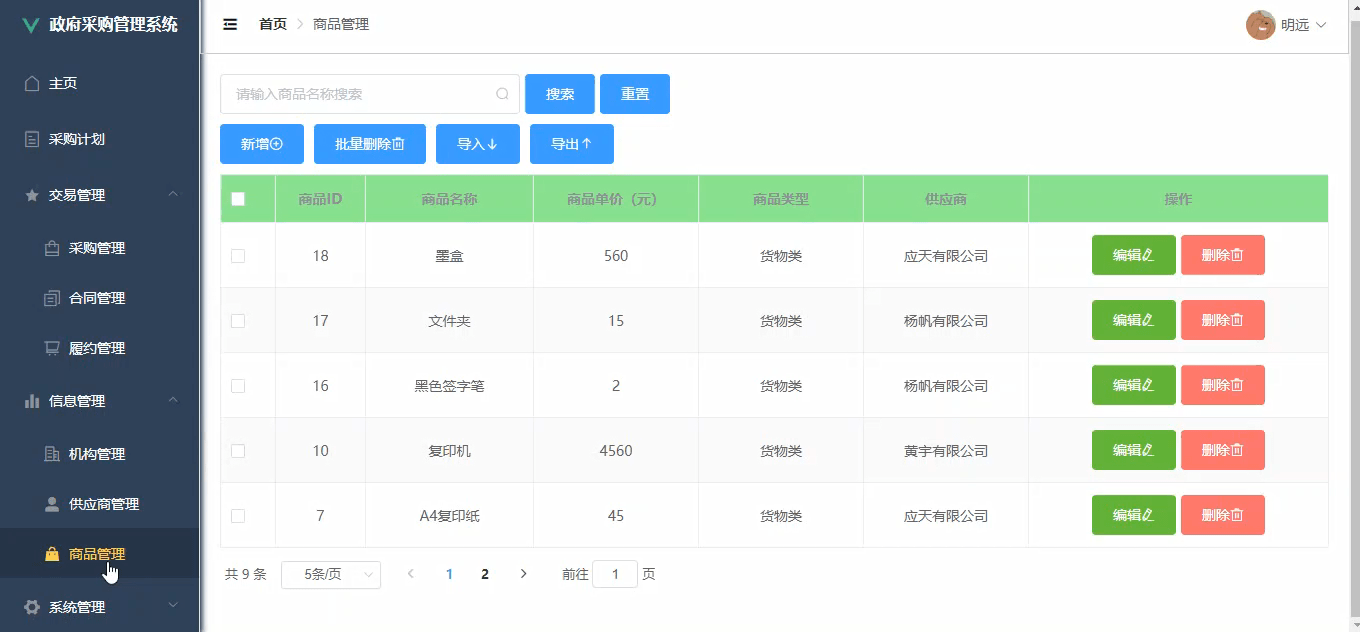 政府采购管理系统
首页 商品管理
明远
主页
采购计划
交易管理
采购管理
合同管理
履约管理
信息管理
机构管理
供应商管理
商品管理
系统管理
请输入商品名称搜索 搜索 重置
新增 批量删除 导入 导出
商品ID 商品名称 商品单价（元） 商品类型 供应商 操作
18 墨盒 560 货物类 应天有限公司 编辑 删除
17 文件夹 15 货物类 杨帆有限公司 编辑 删除
16 黑色签字笔 2 货物类 杨帆有限公司 编辑 删除
10 复印机 4560 货物类 黄宇有限公司 编辑 删除
7 A4复印纸 45 货物类 应天有限公司 编辑 删除
共 9 条 5条/页 1 2 前往 1 页